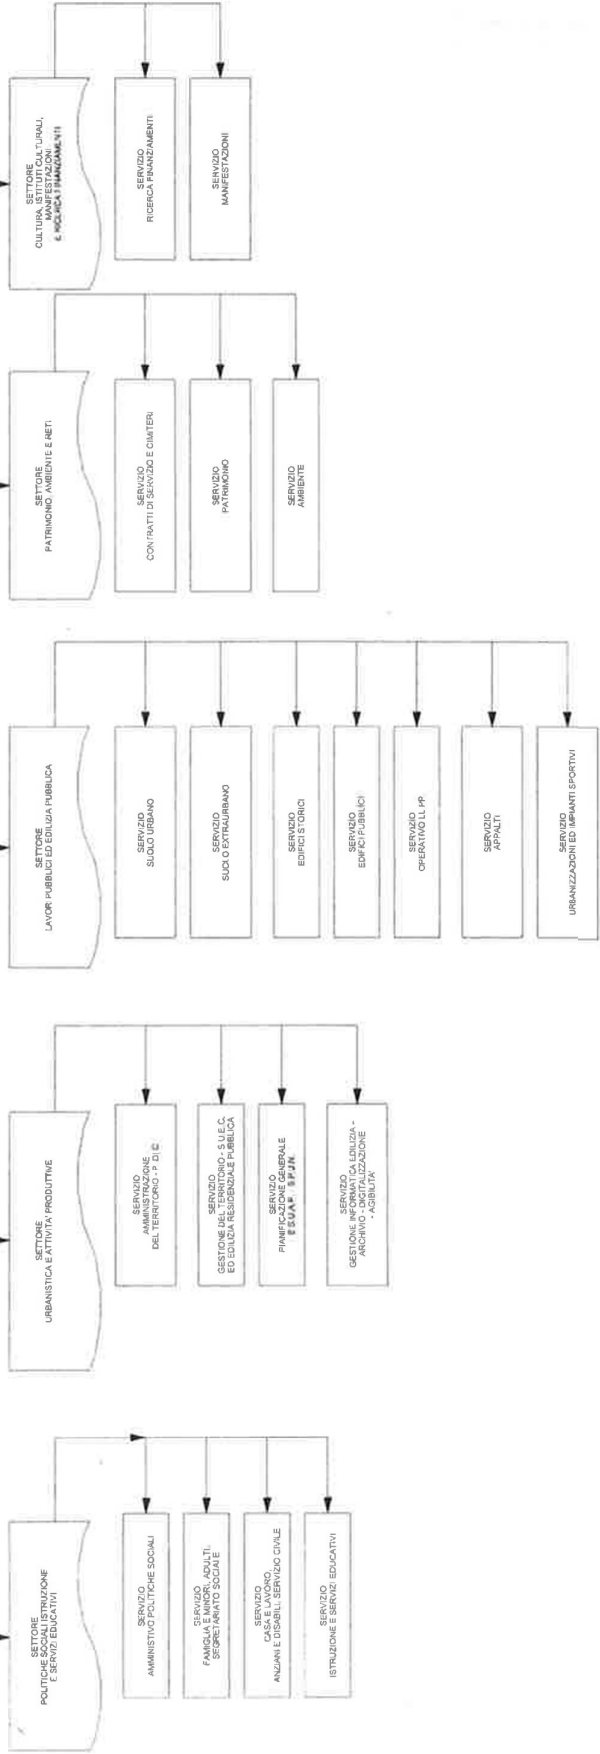 SETTORE
POLITICHE SOCIALI ISTRUZIONE
E SERVIZI EDUCATIVI
SERVIZIO
AMMINISTIVO POLITICHE SOCIALI
SERVIZIO
FAMIGLIA E MINORI, ADULTI,
SEGRETARIATO SOCIALE
SERVIZIO
CASA E LAVORO,
ANZIANI E DISABILI, SERVIZIO CIVILE
SERVIZIO
ISTRUZIONE E SERVIZI EDUCATIVI
SETTORE
URBANISTICA E ATTIVITA' PRODUTTIVE
SERVIZIO
AMMINISTRAZIONE
DEL TERRITORIO - P.D.C
SERVIZIO
GESTIONE DEL TERRITORIO - S.U.E.C.
ED EDILIZIA RESIDENZIALE PUBBLICA
SERVIZIO
PIANIFICAZIONE GENERALE
SERVIZIO
GESTIONE INFORMATICA EDILIZIA -
ARCHIVIO - DIGITALIZZAZIONE
- AGIBILITA'
SETTORE
LAVORI PUBBLICI ED EDILIZIA PUBBLICA
SERVIZIO
SUOLO URBANO
SERVIZIO
SUOLO EXTRAURBANO
SERVIZIO
EDIFICI STORICI
SERVIZIO
EDIFICI PUBBLICI
SERVIZIO
OPERATIVO LL.PP.
SERVIZIO
APPALTI
SERVIZIO
URBANIZZAZIONI ED IMPIANTI SPORTIVI
SETTORE
PATRIMONIO, AMBIENTE E RETI
SERVIZIO
CONTRATTI DI SERVIZIO E CIMITERI
SERVIZIO
PATRIMONIO
SERVIZIO
AMBIENTE
SETTORE
CULTURA, ISTITUTI CULTURALI,
MANIFESTAZIONI
E RICERCA FINANZIAMENTI
SERVIZIO
RICERCA FINANZIAMENTI
SERVIZIO
MANIFESTAZIONI